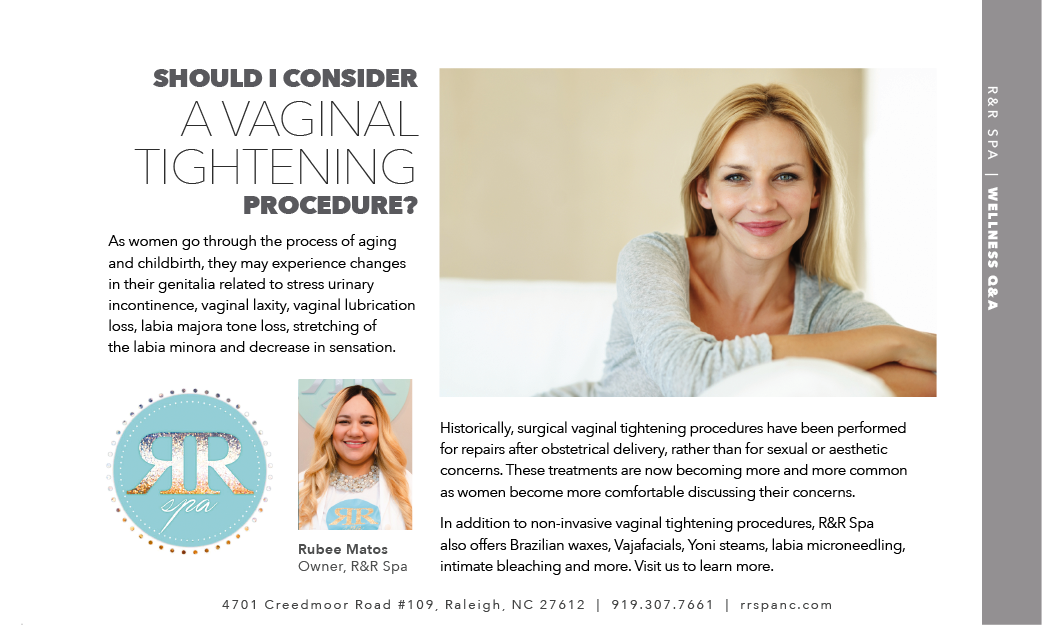 SHOULD I CONSIDER
A VAGINAL
TIGHTENING
PROCEDURE?
As women go through the process of aging
and childbirth, they may experience changes
in their genitalia related to stress urinary
incontinence, vaginal laxity, vaginal lubrication
loss, labia majora tone loss, stretching of
the labia minora and decrease in sensation.
RR
spa
RR
Rubee Matos
Owner, R&R Spa
Historically, surgical vaginal tightening procedures have been performed
for repairs after obstetrical delivery, rather than for sexual or aesthetic
concerns. These treatments are now becoming more and more common
as women become more comfortable discussing their concerns.
In addition to non-invasive vaginal tightening procedures, R&R Spa
also offers Brazilian waxes, Vajafacials, Yoni steams, labia microneedling,
intimate bleaching and more. Visit us to learn more.
4701 Creedmoor Road #109, Raleigh, NC 27612 | 919.307.7661 | rrspanc.com
R&R SPA | WELLNESS Q&A